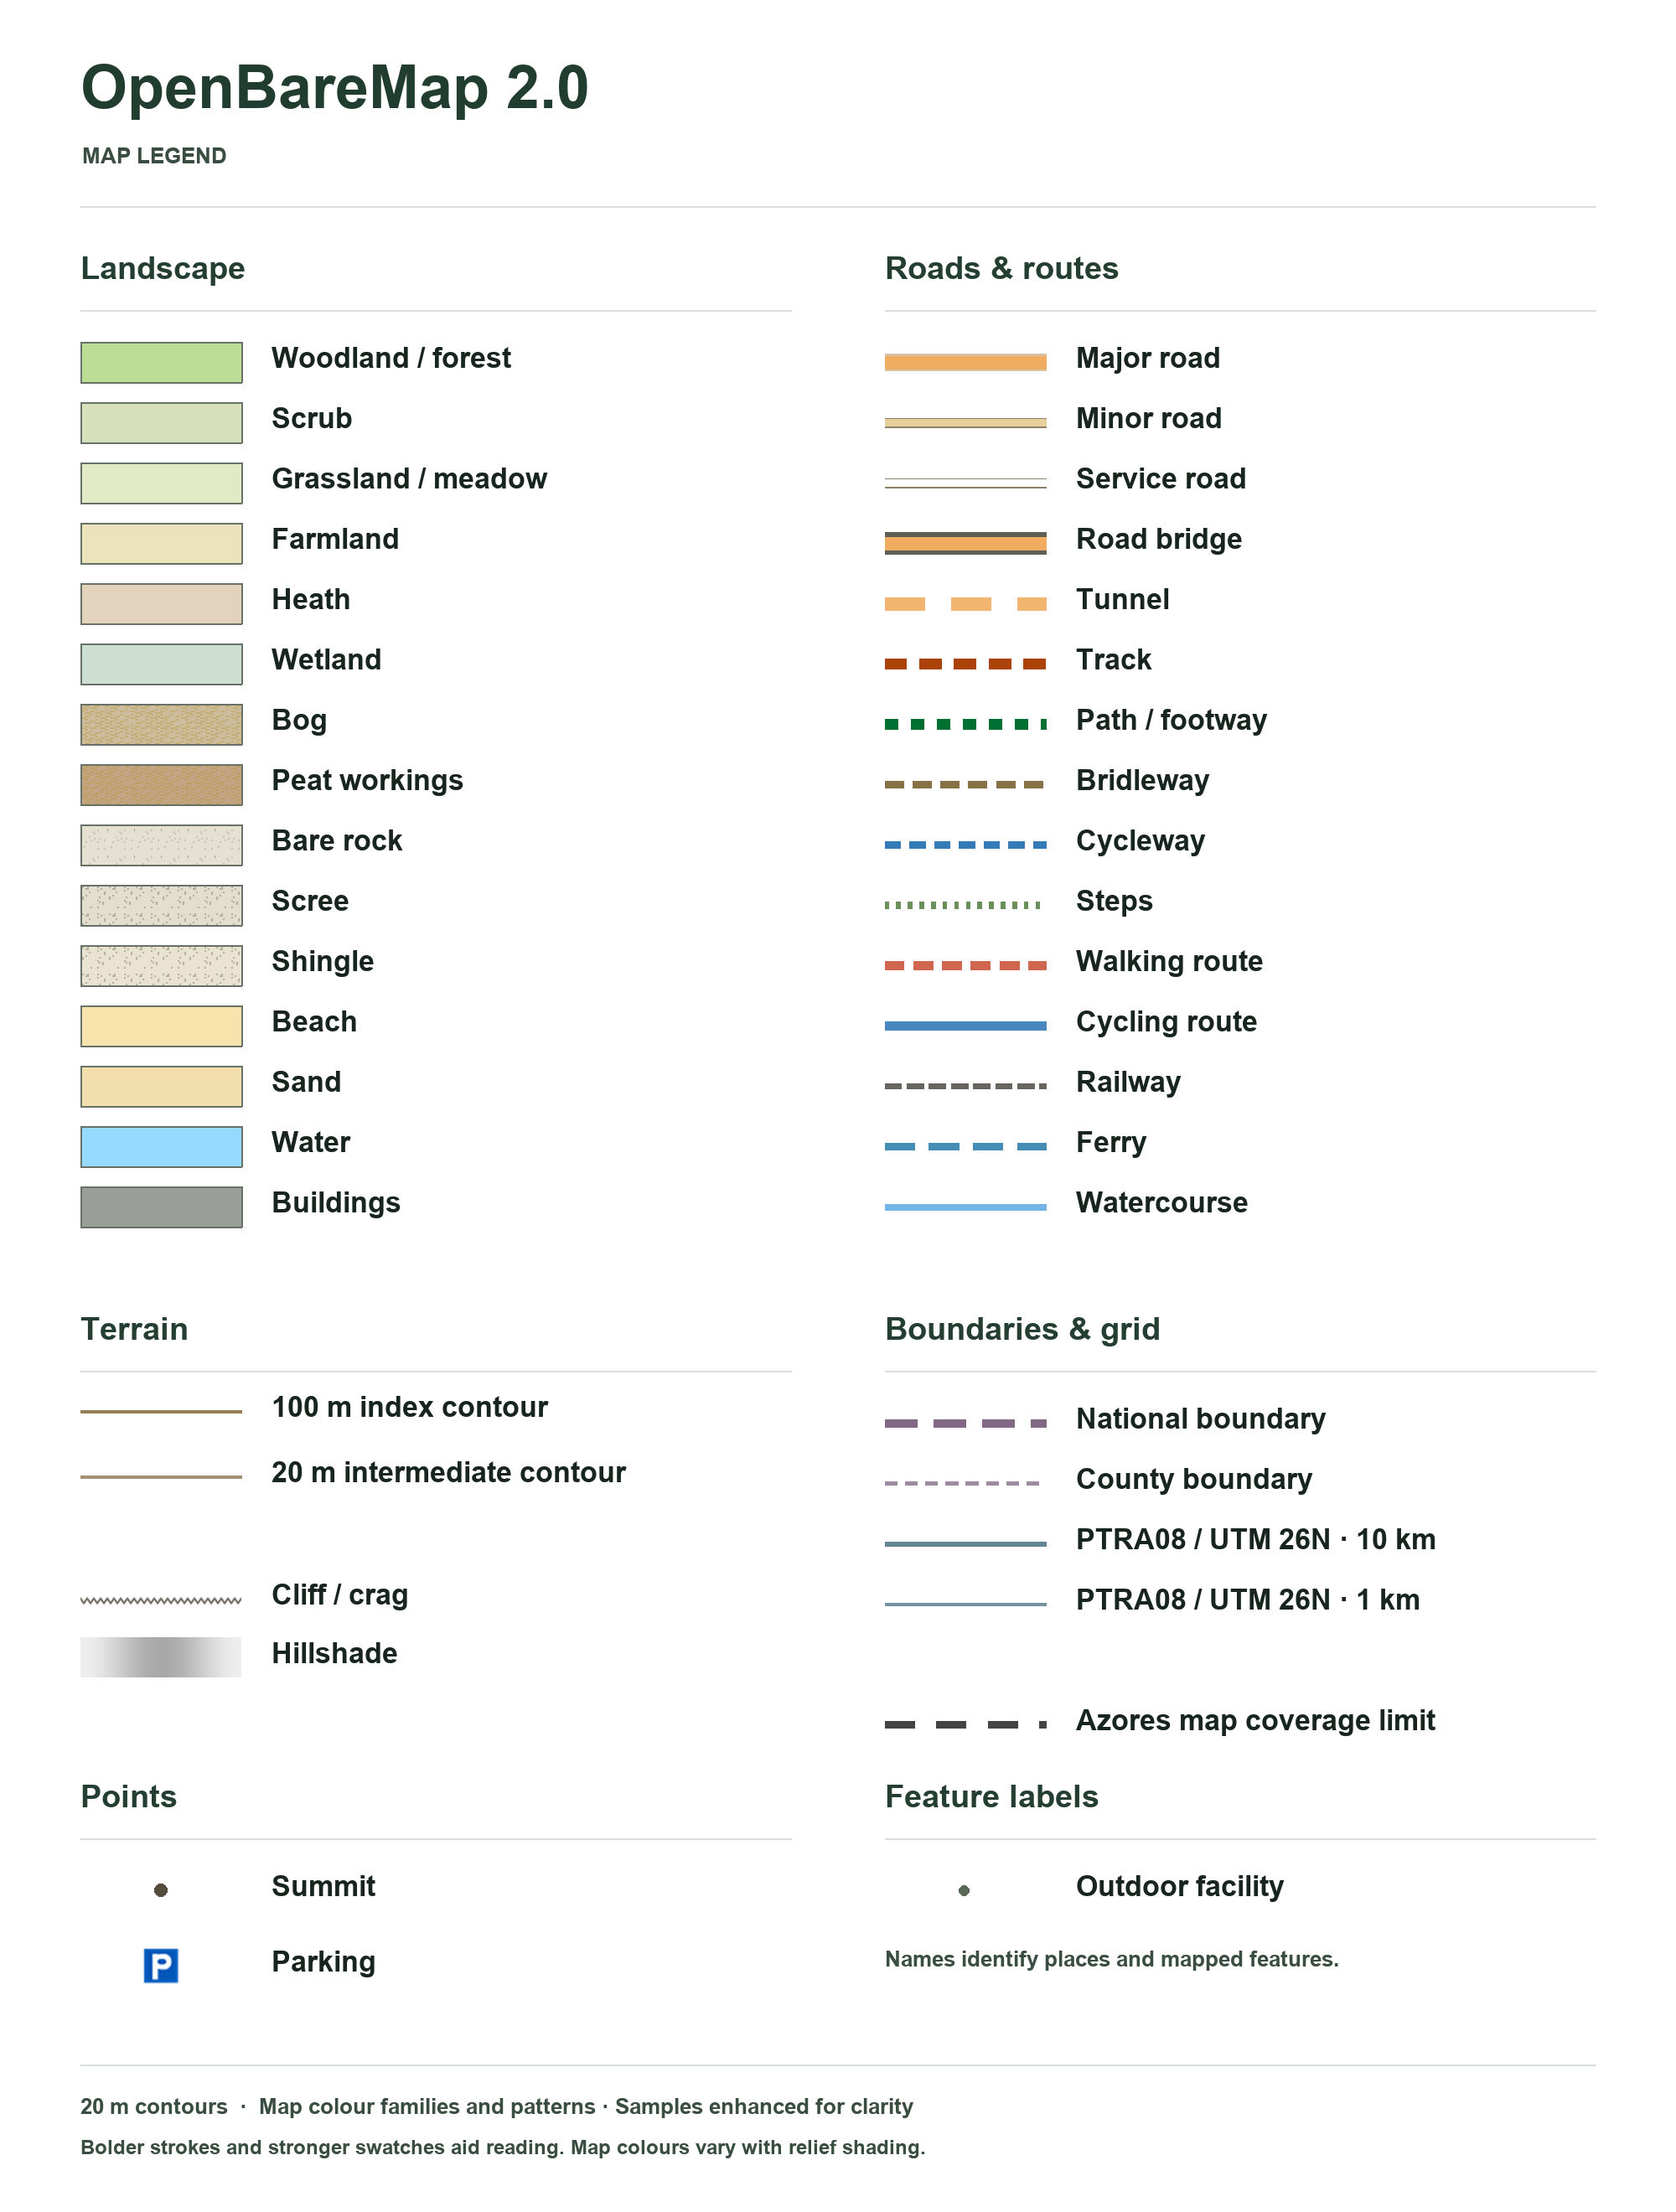 OpenBareMap 2.0
MAP LEGEND
Landscape
Woodland / forest
Scrub
Grassland / meadow
Farmland
Heath
Wetland
Bog
Peat workings
Bare rock
Scree
Shingle
Beach
Sand
Water
Buildings
Roads & routes
Major road
Minor road
Service road
Road bridge
Tunnel
Track
Path / footway
Bridleway
Cycleway
Steps
Walking route
Cycling route
Railway
Ferry
Watercourse
Terrain
100 m index contour
20 m intermediate contour
Cliff / crag
Hillshade
Boundaries & grid
National boundary
County boundary
PTRA08 / UTM 26N · 10 km
PTRA08 / UTM 26N · 1 km
Azores map coverage limit
Points
Summit
P
Parking
Feature labels
Outdoor facility
Names identify places and mapped features.
20 m contours · Map colour families and patterns · Samples enhanced for clarity
Bolder strokes and stronger swatches aid reading. Map colours vary with relief shading.